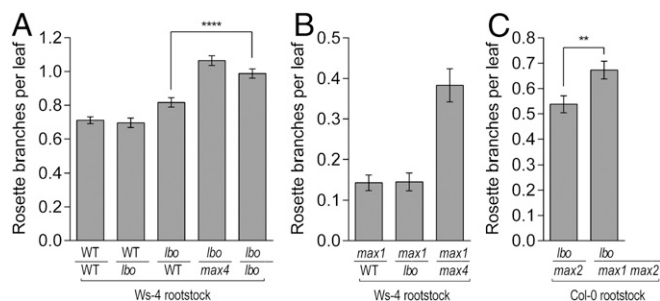 A
Rosette branches per leaf
1.2
1.0
0.8
0.6
0.4
0.2
0.0
****
WT WT lbo lbo lbo
WT lbo WT max4 lbo
Ws-4 rootstock
B
Rosette branches per leaf
0.5
0.4
0.3
0.2
0.1
0.0
max1 max1 max1
WT lbo max4
Ws-4 rootstock
C
Rosette branches per leaf
0.8
0.7
0.6
0.5
0.4
0.3
0.2
0.1
0.0
**
lbo lbo
max2 max1 max2
Col-0 rootstock